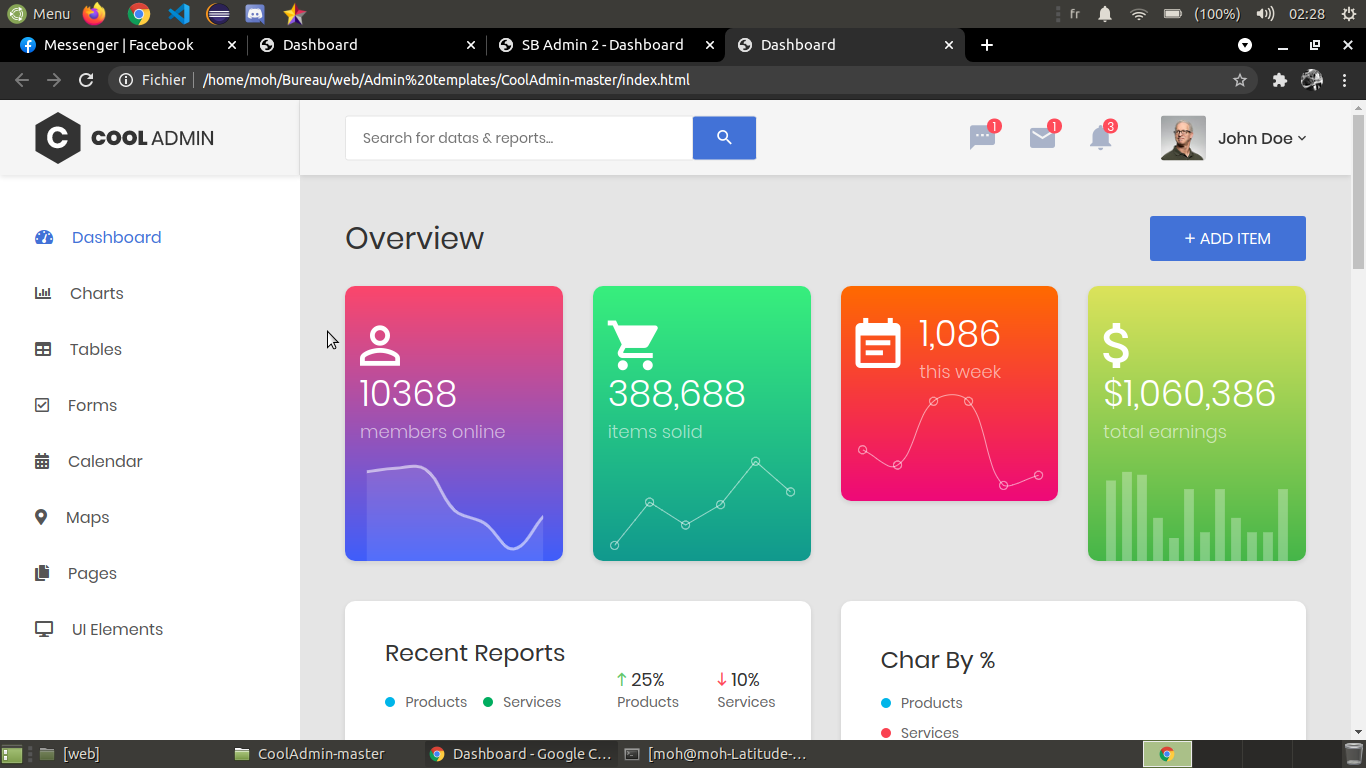 Menu fr (100%) 02:28
Messenger | Facebook Dashboard SB Admin 2 - Dashboard Dashboard
Fichier /home/moh/Bureau/web/Admin%20templates/CoolAdmin-master/index.html
C COOL ADMIN Search for datas & reports... 1 1 3 John Doe
Dashboard
Charts
Tables
Forms
Calendar
Maps
Pages
UI Elements
Overview + ADD ITEM
10368
members online
388,688
items solid
1,086
this week
$1,060,386
total earnings
Recent Reports
Products Services
25% 10%
Products Services
Char By %
Products
Services
[web] CoolAdmin-master Dashboard - Google C... [moh@moh-Latitude-...